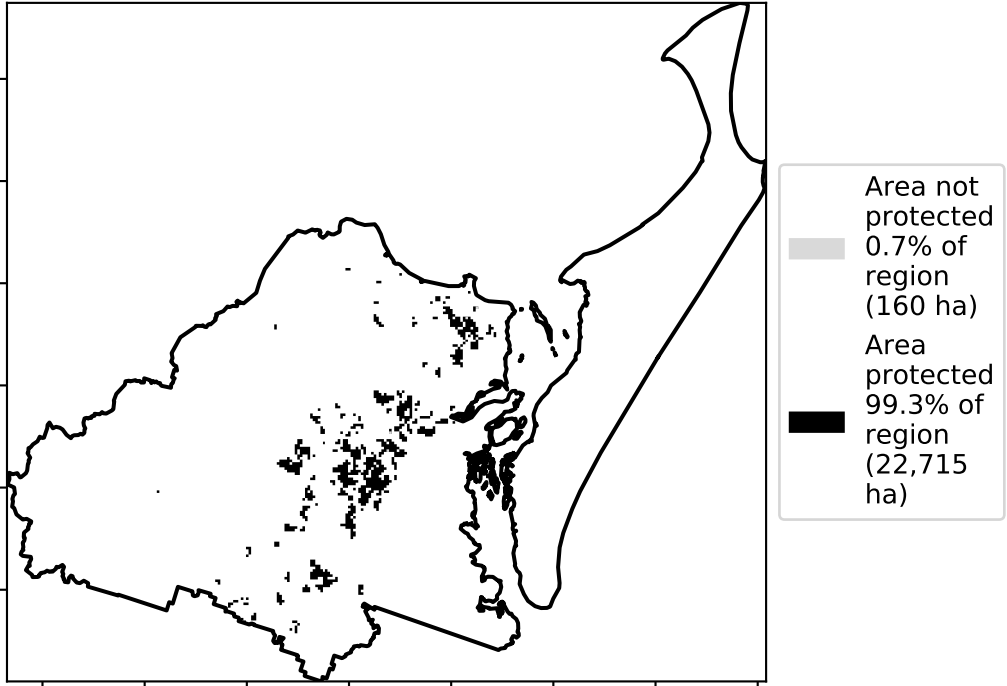 Area not
protected
0.7% of
region
(160 ha)
Area
protected
99.3% of
region
(22,715
ha)